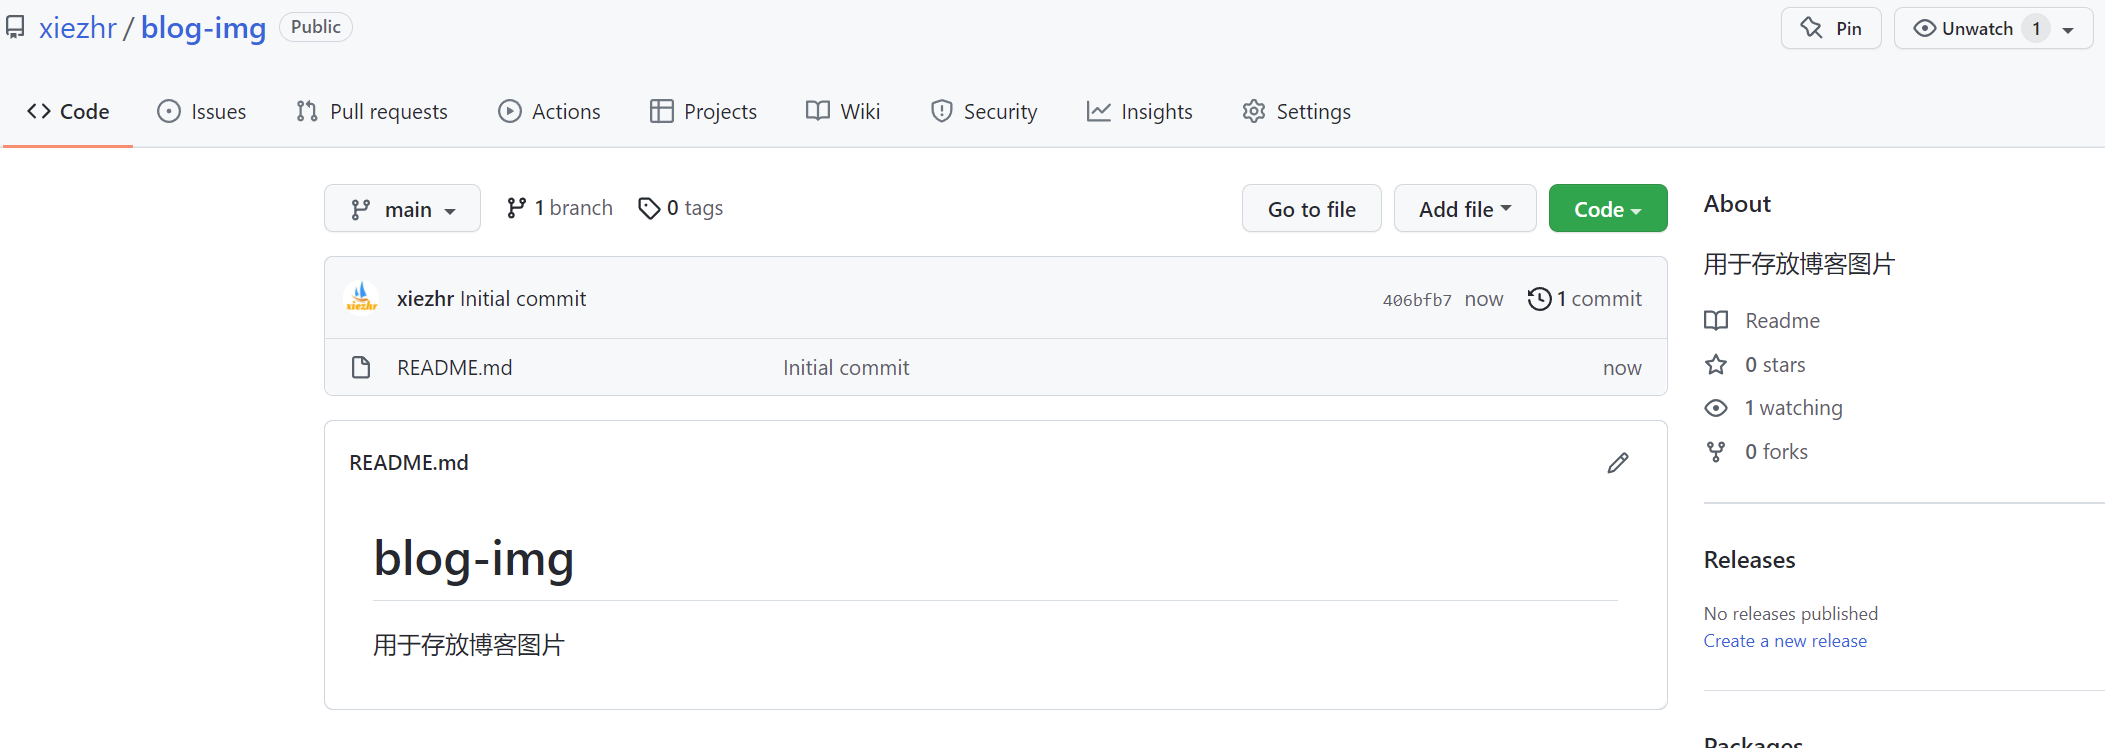 xiezhr / blog-img Public
Pin
Unwatch 1
Code
Issues
Pull requests
Actions
Projects
Wiki
Security
Insights
Settings
main
1 branch
0 tags
Go to file
Add file
Code
xiezhr
xiezhr Initial commit
406bfb7 now
1 commit
README.md
Initial commit
now
README.md
blog-img
用于存放博客图片
About
用于存放博客图片
Readme
0 stars
1 watching
0 forks
Releases
No releases published
Create a new release
Packages